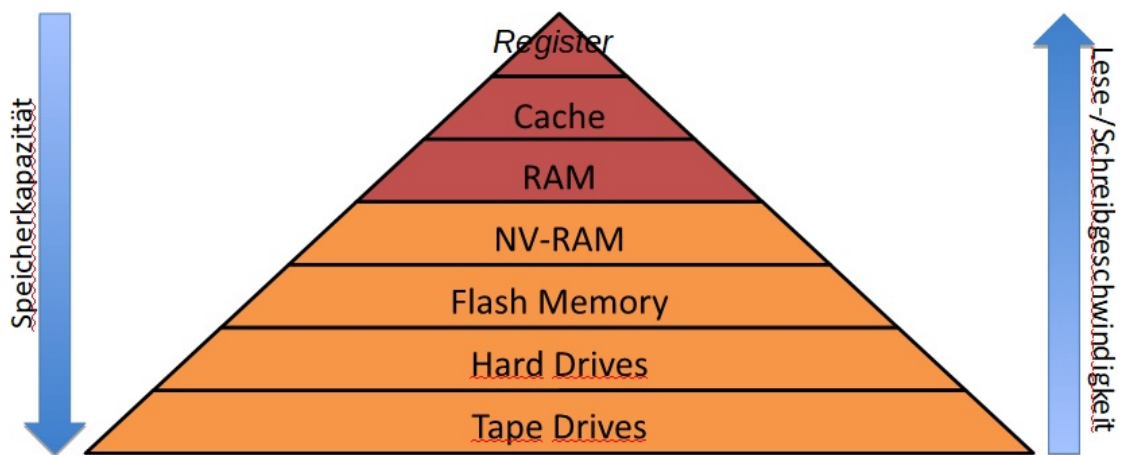 Speicherkapazität
Register
Cache
RAM
NV-RAM
Flash Memory
Hard Drives
Tape Drives
Lese-/Schreibgeschwindigkeit